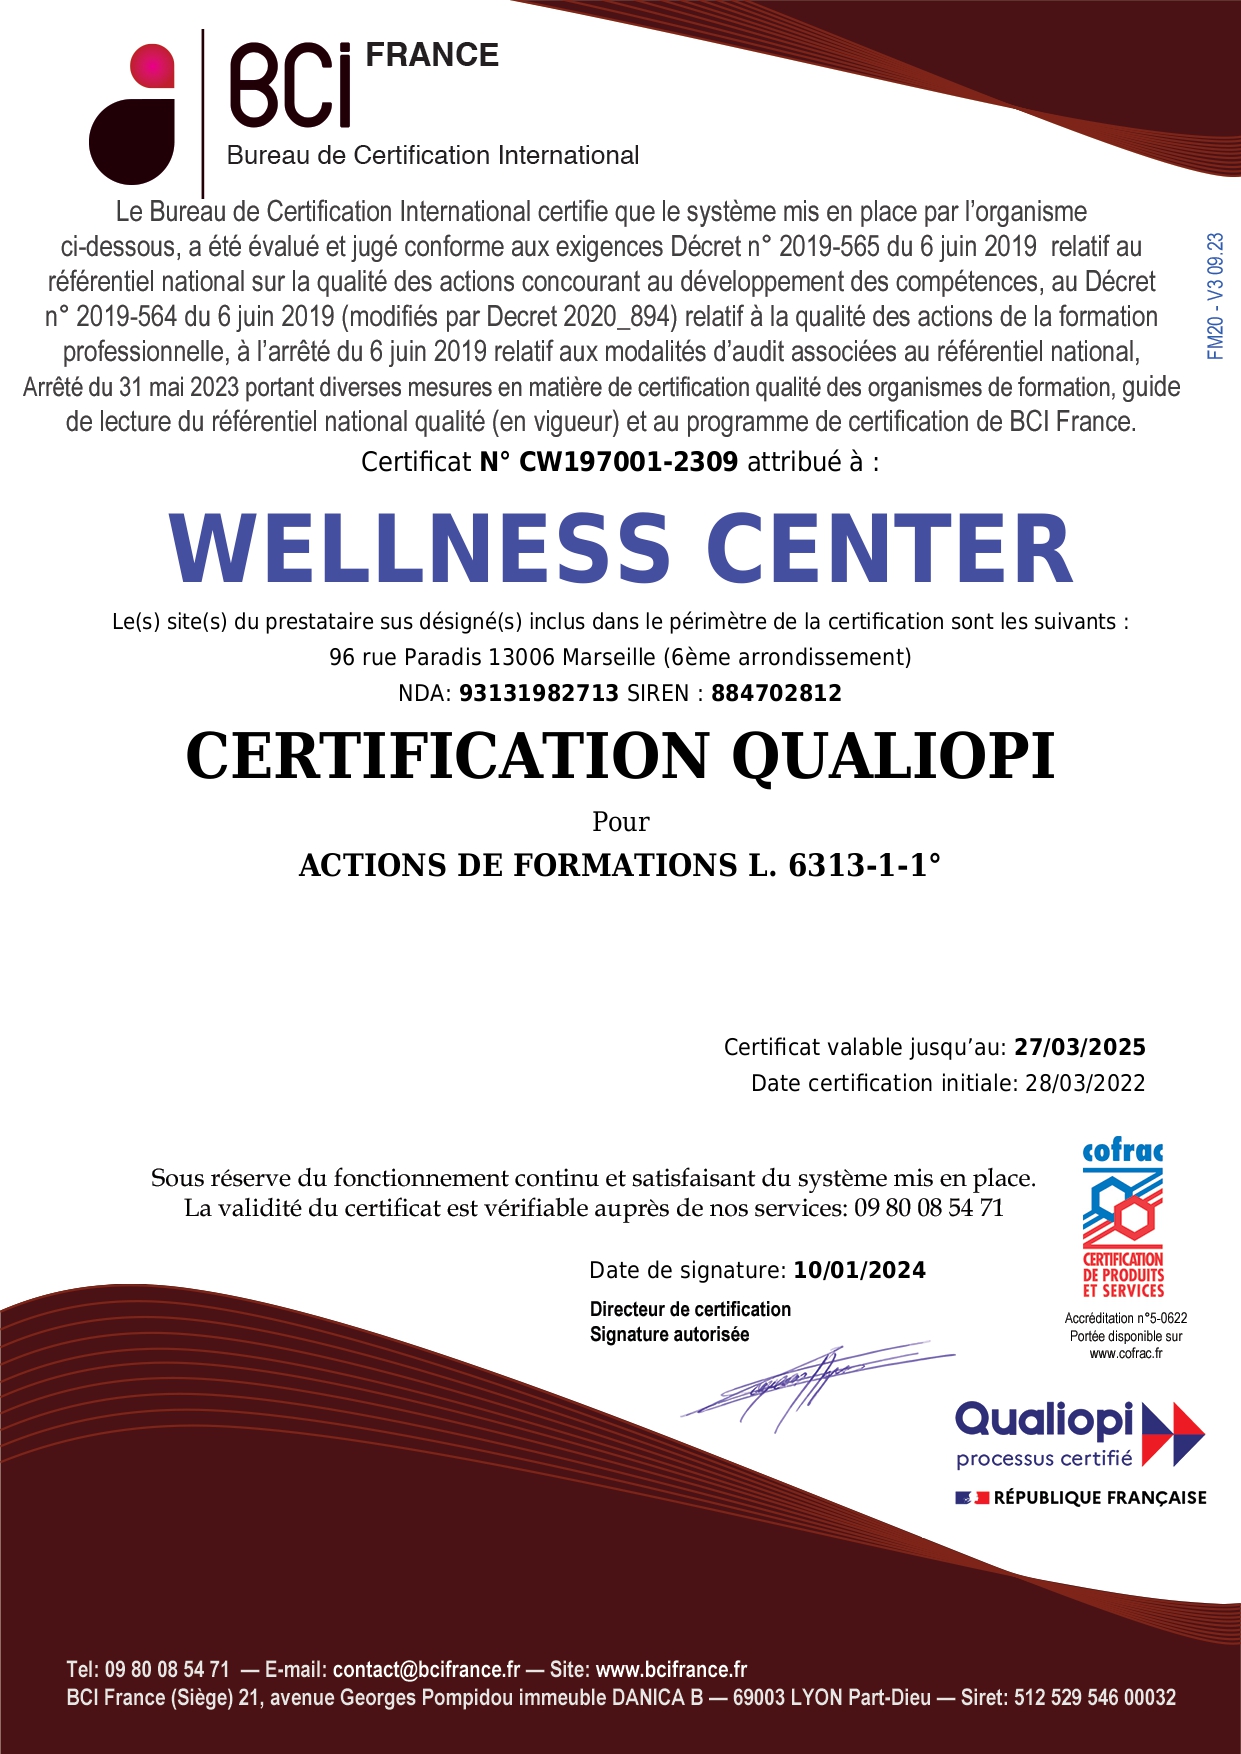 BCi FRANCE
Bureau de Certification International
Le Bureau de Certification International certifie que le système mis en place par l’organisme
ci-dessous, a été évalué et jugé conforme aux exigences Décret n° 2019-565 du 6 juin 2019 relatif au
référentiel national sur la qualité des actions concourant au développement des compétences, au Décret
n° 2019-564 du 6 juin 2019 (modifiés par Decret 2020_894) relatif à la qualité des actions de la formation
professionnelle, à l’arrêté du 6 juin 2019 relatif aux modalités d’audit associées au référentiel national,
Arrêté du 31 mai 2023 portant diverses mesures en matière de certification qualité des organismes de formation, guide
de lecture du référentiel national qualité (en vigueur) et au programme de certification de BCI France.
FM20 - V3 09.23
Certificat N° CW197001-2309 attribué à :
WELLNESS CENTER
Le(s) site(s) du prestataire sus désigné(s) inclus dans le périmètre de la certification sont les suivants :
96 rue Paradis 13006 Marseille (6ème arrondissement)
NDA: 93131982713 SIREN : 884702812
CERTIFICATION QUALIOPI
Pour
ACTIONS DE FORMATIONS L. 6313-1-1°
Certificat valable jusqu’au: 27/03/2025
Date certification initiale: 28/03/2022
Sous réserve du fonctionnement continu et satisfaisant du système mis en place.
La validité du certificat est vérifiable auprès de nos services: 09 80 08 54 71
cofrac
CERTIFICATION
DE PRODUITS
ET SERVICES
Accréditation n°5-0622
Portée disponible sur
www.cofrac.fr
Date de signature: 10/01/2024
Directeur de certification
Signature autorisée
Qualiopi
processus certifié
RÉPUBLIQUE FRANÇAISE
Tel: 09 80 08 54 71 — E-mail: contact@bcifrance.fr — Site: www.bcifrance.fr
BCI France (Siège) 21, avenue Georges Pompidou immeuble DANICA B — 69003 LYON Part-Dieu — Siret: 512 529 546 00032